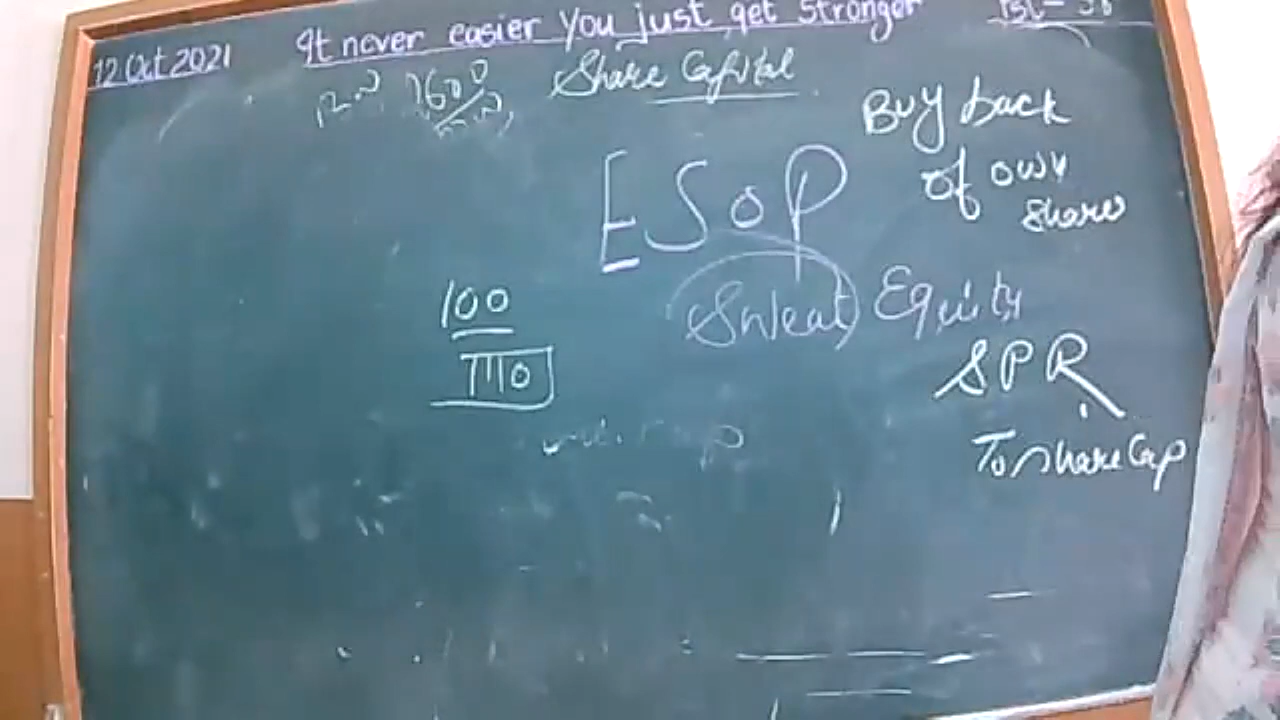 12 Oct 2021
It never easier You just get stronger
Share Capital
Buy back
of own
shares
ESOP
Sweat Equity
100
SPR
To share Cap